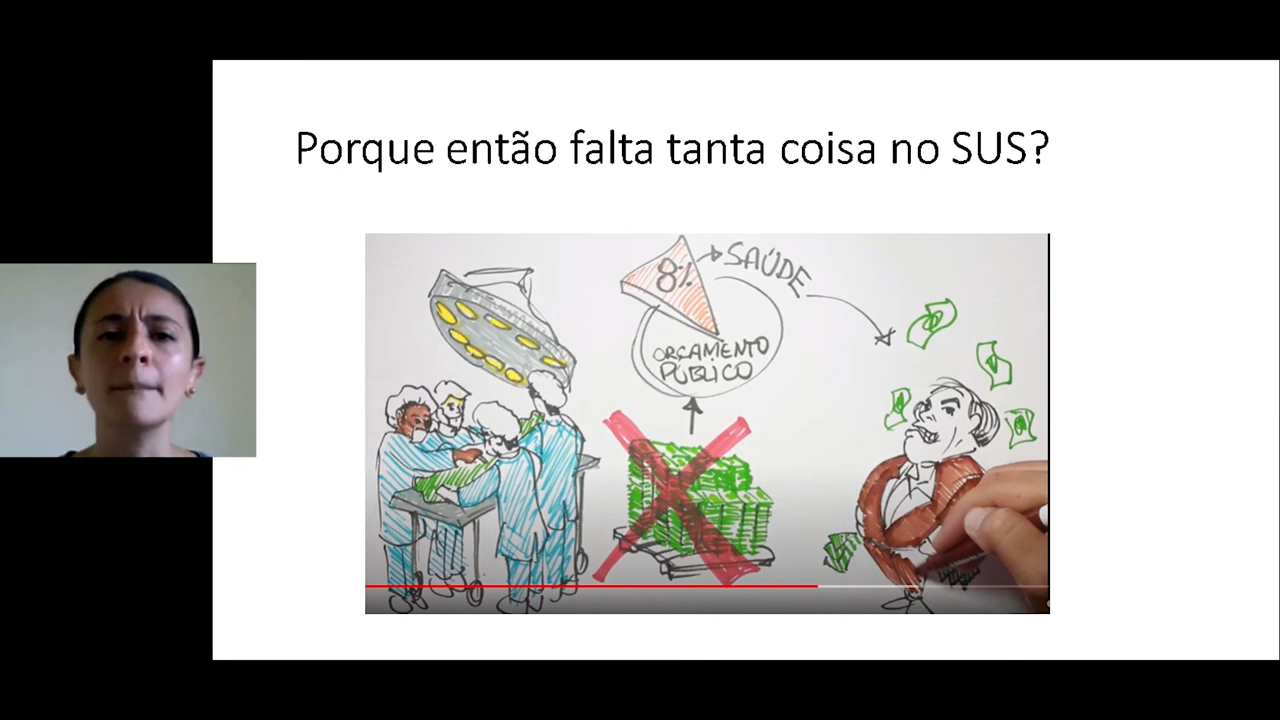 Porque então falta tanta coisa no SUS?
8% SAÚDE
ORÇAMENTO
PÚBLICO